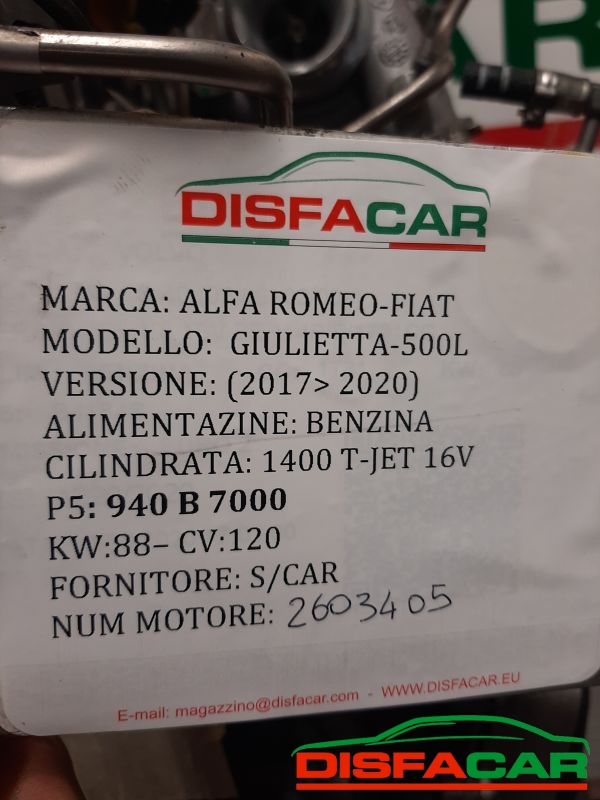 DISFACAR
MARCA: ALFA ROMEO-FIAT
MODELLO: GIULIETTA-500L
VERSIONE: (2017> 2020)
ALIMENTAZINE: BENZINA
CILINDRATA: 1400 T-JET 16V
P5: 940 B 7000
KW:88– CV:120
FORNITORE: S/CAR
NUM MOTORE: 2603405
E-mail: magazzino@disfacar.com - WWW.DISFACAR.EU
DISFACAR